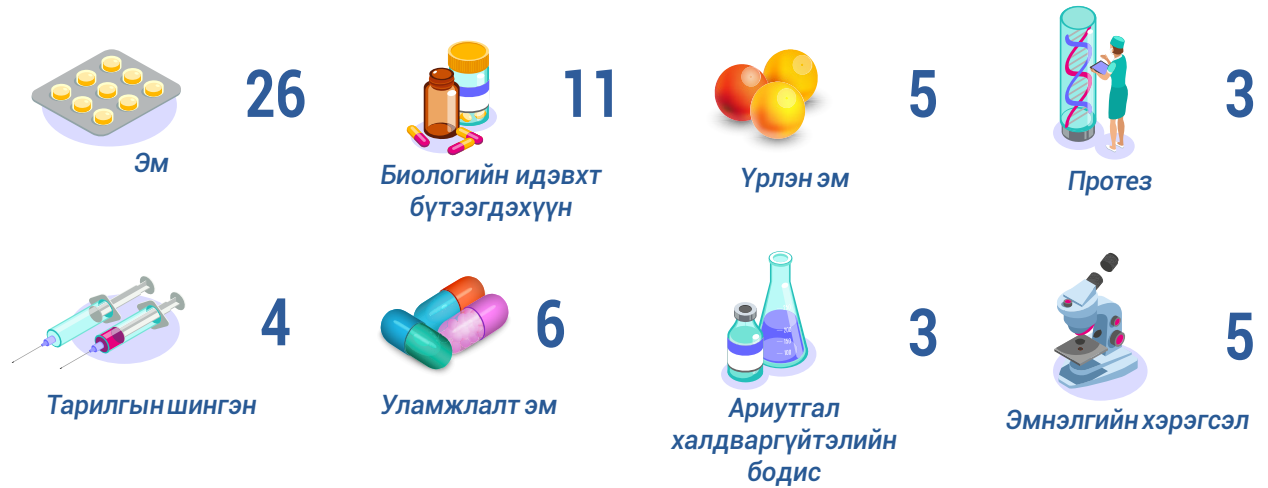 26
Эм
11
Биологийн идэвхт
бүтээгдэхүүн
5
Үрлэн эм
3
Протез
4
Тарилгын шингэн
6
Уламжлалт эм
3
Ариутгал
халдваргүйтэлийн
бодис
5
Эмнэлгийн хэрэгсэл